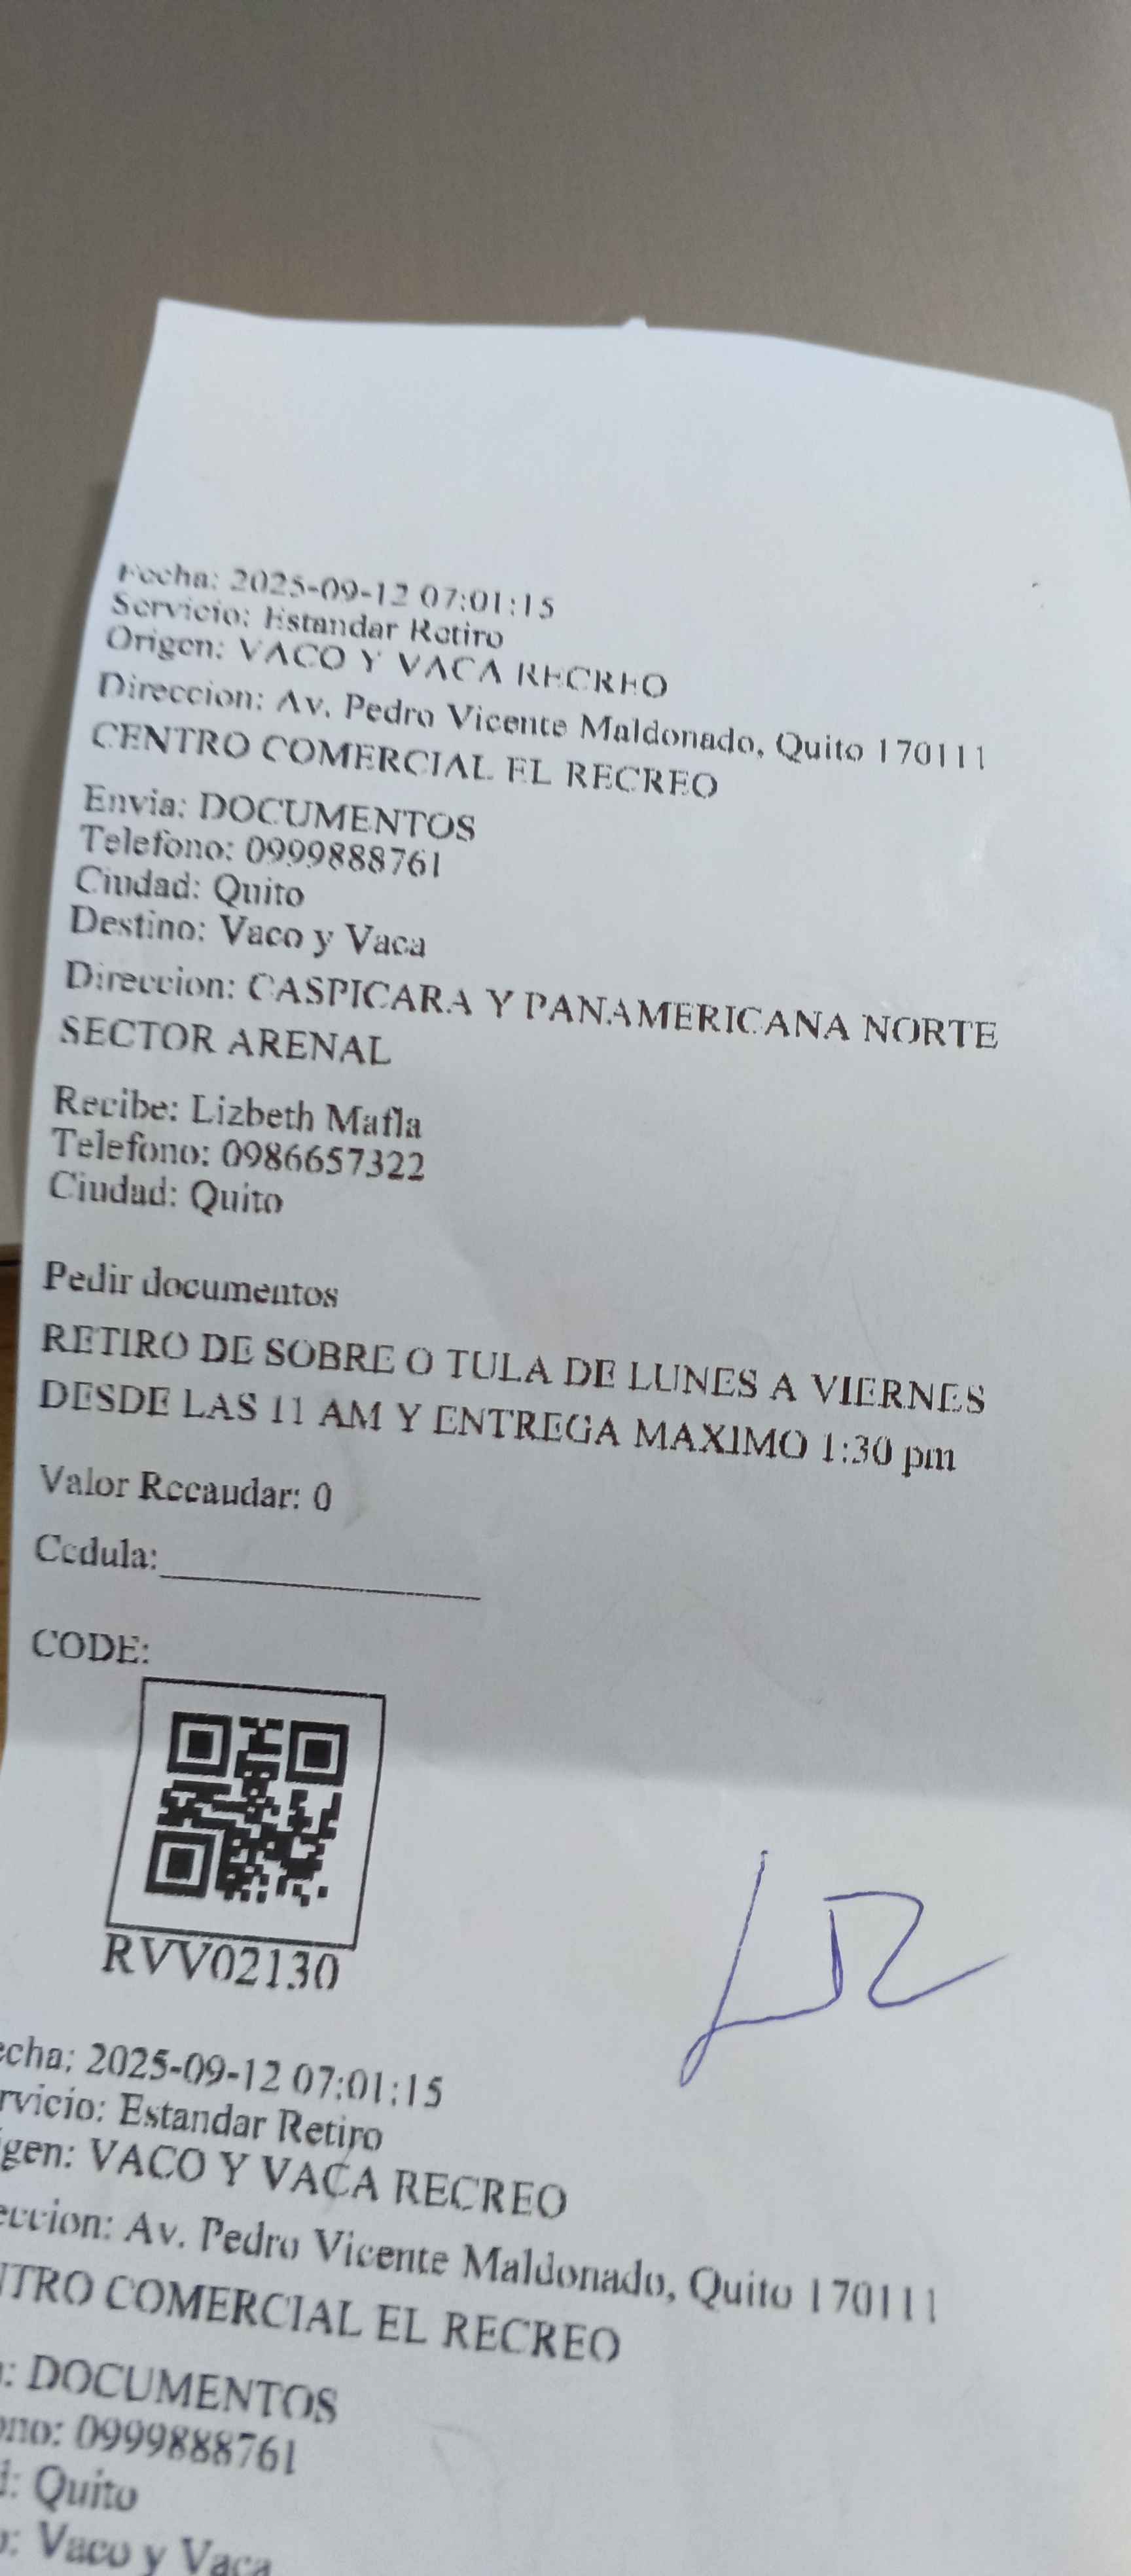 Fecha: 2025-09-12 07:01:15
Servicio: Estandar Retiro
Origen: VACO Y VACA RECREO
Direccion: Av. Pedro Vicente Maldonado, Quito 170111
CENTRO COMERCIAL EL RECREO
Envia: DOCUMENTOS
Telefono: 0999888761
Ciudad: Quito
Destino: Vaco y Vaca
Direccion: CASPICARA Y PANAMERICANA NORTE
SECTOR ARENAL
Recibe: Lizbeth Mafla
Telefono: 0986657322
Ciudad: Quito
Pedir documentos
RETIRO DE SOBRE O TULA DE LUNES A VIERNES
DESDE LAS 11 AM Y ENTREGA MAXIMO 1:30 pm
Valor Recaudar: 0
Cedula:
CODE:
RVV02130
echa: 2025-09-12 07:01:15
rvicio: Estandar Retiro
gen: VACO Y VACA RECREO
eccion: Av. Pedro Vicente Maldonado, Quito 170111
NTRO COMERCIAL EL RECREO
a: DOCUMENTOS
ono: 0999888761
d: Quito
o: Vaco y Vaca